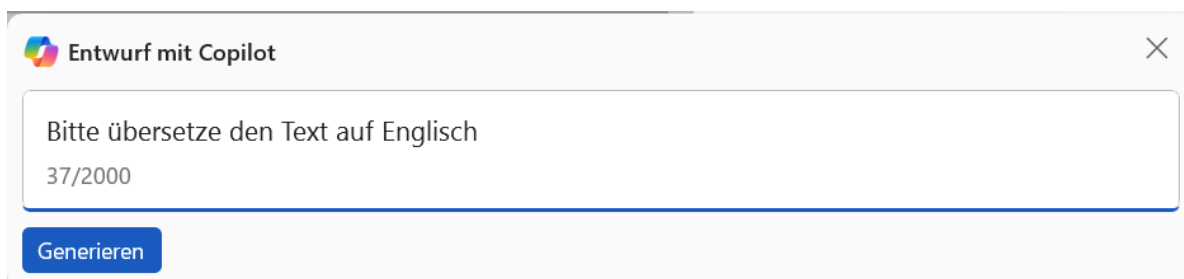 Entwurf mit Copilot
Bitte übersetze den Text auf Englisch
37/2000
Generieren